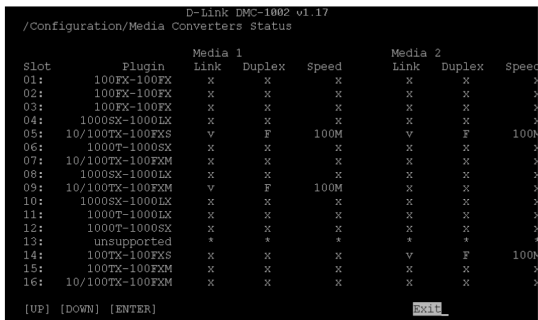 D-Link DMC-1002 v1.17
/Configuration/Media Converters Status
Media 1 Media 2
Slot Plugin Link Duplex Speed Link Duplex Speed
01: 100FX-100FX x x x x x x
02: 100FX-100FX x x x x x x
03: 100FX-100FX x x x x x x
04: 1000SX-1000LX x x x x x x
05: 10/100TX-100FXS v F 100M v F 100M
06: 1000T-1000SX x x x x x x
07: 10/100TX-100FXM x x x x x x
08: 1000SX-1000LX x x x x x x
09: 10/100TX-100FXM v F 100M x x x
10: 1000SX-1000LX x x x x x x
11: 1000T-1000LX x x x x x x
12: 1000T-1000SX x x x x x x
13: unsupported * * * * * *
14: 100TX-100FXS x x x v F 100M
15: 100TX-100FXM x x x x x x
16: 10/100TX-100FXM x x x x x x
[UP] [DOWN] [ENTER] Exit_